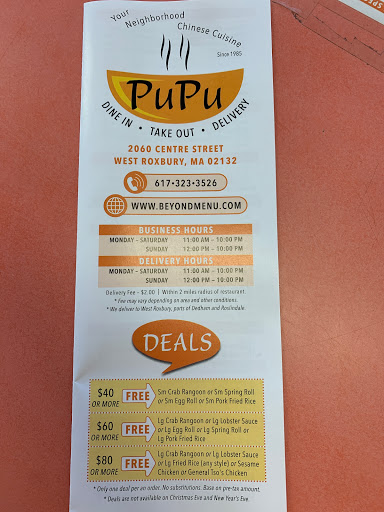 Your
Neighborhood
Chinese Cuisine
Since 1985
PuPu
DINE IN • TAKE OUT • DELIVERY
2060 CENTRE STREET
WEST ROXBURY, MA 02132
617•323•3526
WWW.BEYONDMENU.COM
BUSINESS HOURS
MONDAY - SATURDAY 11:00 AM - 10:00 PM
SUNDAY 12:00 PM - 10:00 PM
DELIVERY HOURS
MONDAY - SATURDAY 11:00 AM - 10:00 PM
SUNDAY 12:00 PM - 10:00 PM
Delivery Fee - $2.00 | Within 2 miles radius of restaurant.
* Fee may vary depending on area and other conditions.
* We deliver to West Roxbury, parts of Dedham and Roslindale.
DEALS
$40 OR MORE FREE Sm Crab Rangoon or Sm Spring Roll
or Sm Egg Roll or Sm Pork Fried Rice
$60 OR MORE FREE Lg Crab Rangoon or Lg Lobster Sauce
or Lg Egg Roll or Lg Spring Roll or
Lg Pork Fried Rice
$80 OR MORE FREE Lg Crab Rangoon or Lg Lobster Sauce
or Lg Fried Rice (any style) or Sesame
Chicken or General Tso's Chicken
* Only one deal per an order. No substitutions. Base on pre-tax amount.
* Deals are not available on Christmas Eve and New Year's Eve.